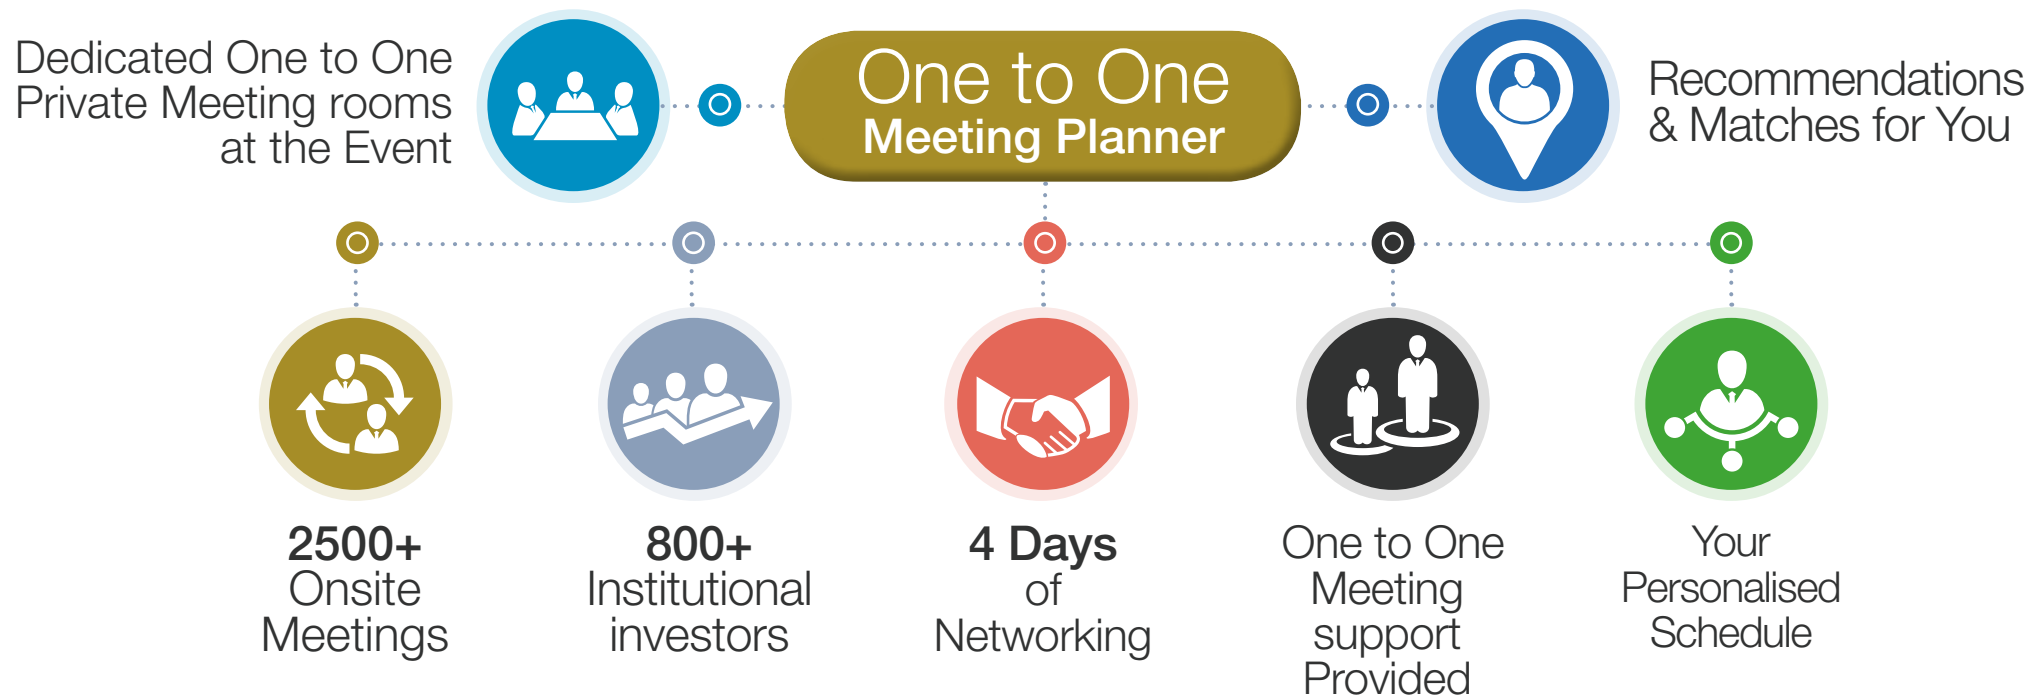 Dedicated One to One
Private Meeting rooms
at the Event
One to One
Meeting Planner
Recommendations
& Matches for You
2500+
Onsite
Meetings
800+
Institutional
investors
4 Days
of
Networking
One to One
Meeting
support
Provided
Your
Personalised
Schedule